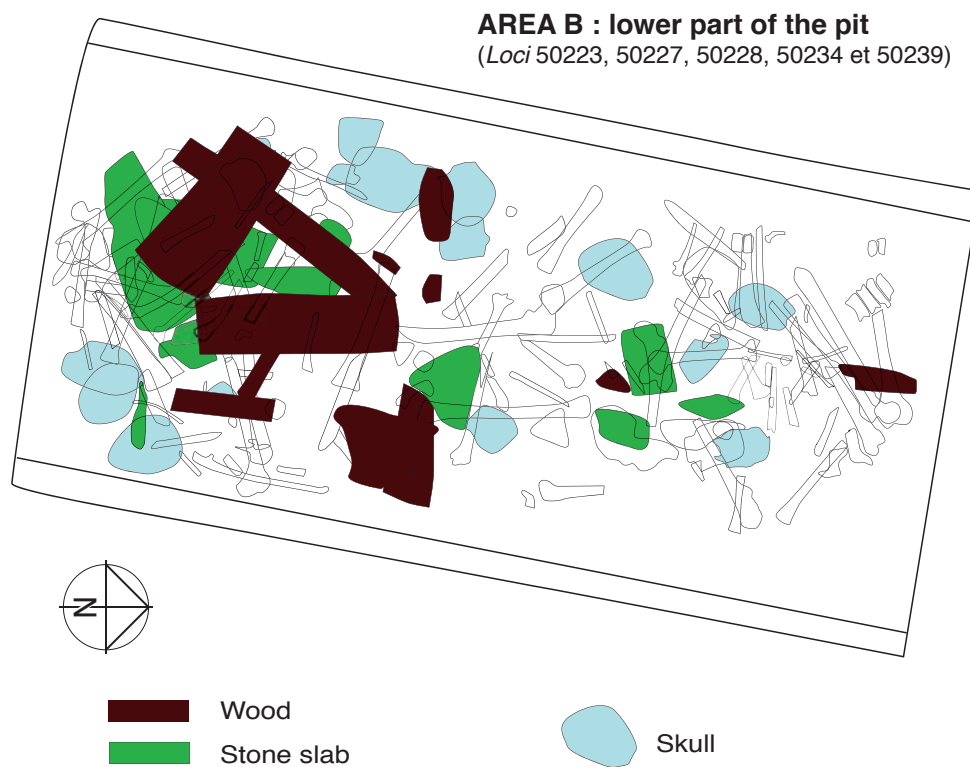 AREA B : lower part of the pit
(Loci 50223, 50227, 50228, 50234 et 50239)
N
Wood
Stone slab
Skull